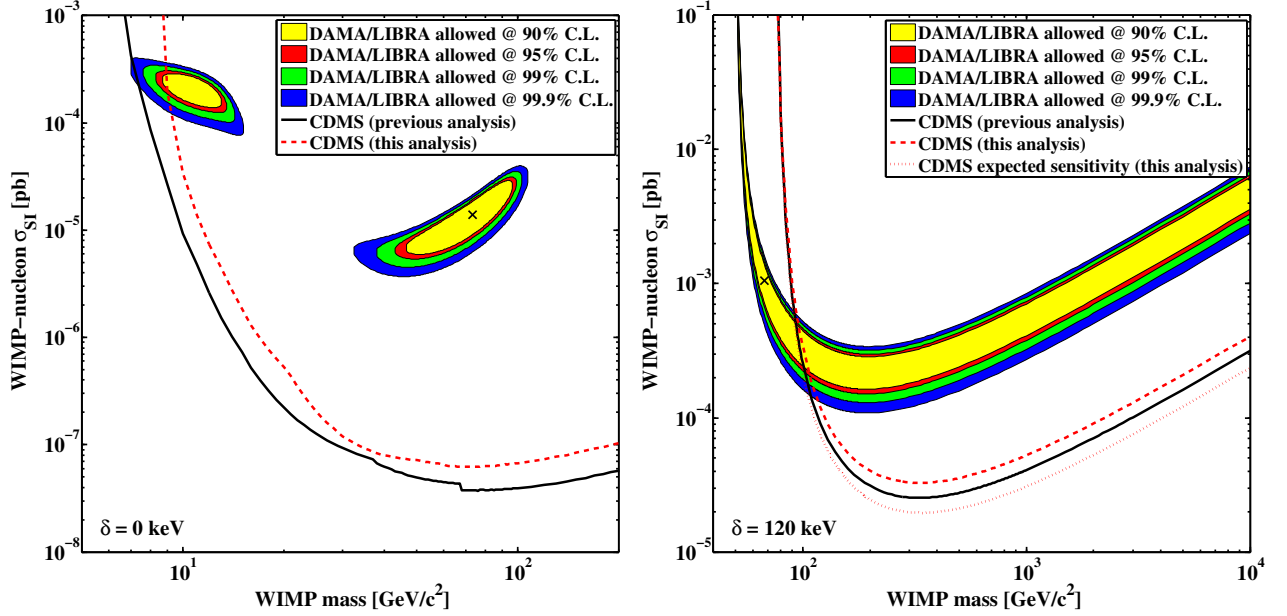 10^-3
10^-4
10^-5
10^-6
10^-7
10^-8
WIMP−nucleon σ_SI [pb]
DAMA/LIBRA allowed @ 90% C.L.
DAMA/LIBRA allowed @ 95% C.L.
DAMA/LIBRA allowed @ 99% C.L.
DAMA/LIBRA allowed @ 99.9% C.L.
CDMS (previous analysis)
CDMS (this analysis)
δ = 0 keV
10^1
10^2
WIMP mass [GeV/c^2]
10^-1
10^-2
10^-3
10^-4
10^-5
WIMP−nucleon σ_SI [pb]
DAMA/LIBRA allowed @ 90% C.L.
DAMA/LIBRA allowed @ 95% C.L.
DAMA/LIBRA allowed @ 99% C.L.
DAMA/LIBRA allowed @ 99.9% C.L.
CDMS (previous analysis)
CDMS (this analysis)
CDMS expected sensitivity (this analysis)
δ = 120 keV
10^2
10^3
10^4
WIMP mass [GeV/c^2]